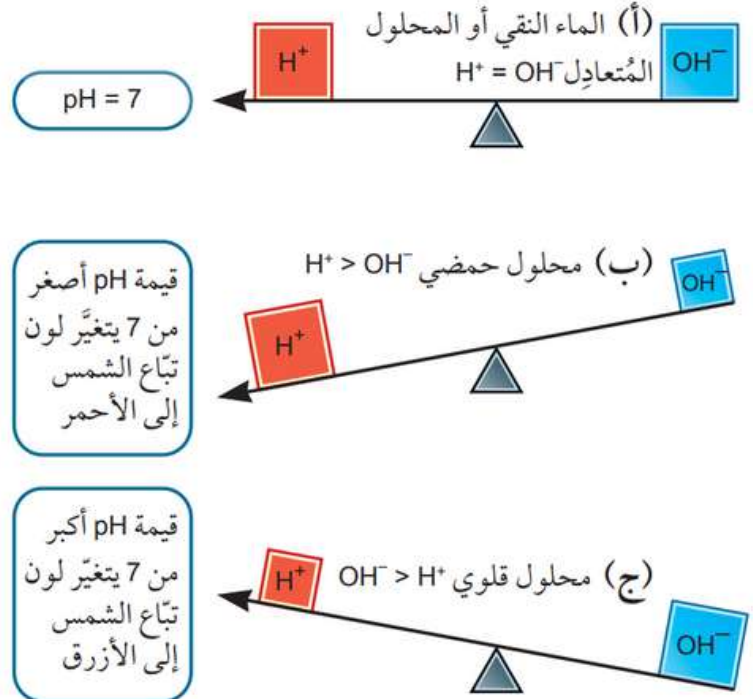 (أ) الماء النقي أو المحلول
المُتعادِل H⁺ = OH⁻
H⁺
OH⁻
pH = 7
(ب) محلول حمضي H⁺ > OH⁻
OH⁻
H⁺
قيمة pH أصغر
من 7 يتغيَّر لون
تبّاع الشمس
إلى الأحمر
(ج) محلول قلوي OH⁻ > H⁺
H⁺
OH⁻
قيمة pH أكبر
من 7 يتغيّر لون
تبّاع الشمس
إلى الأزرق